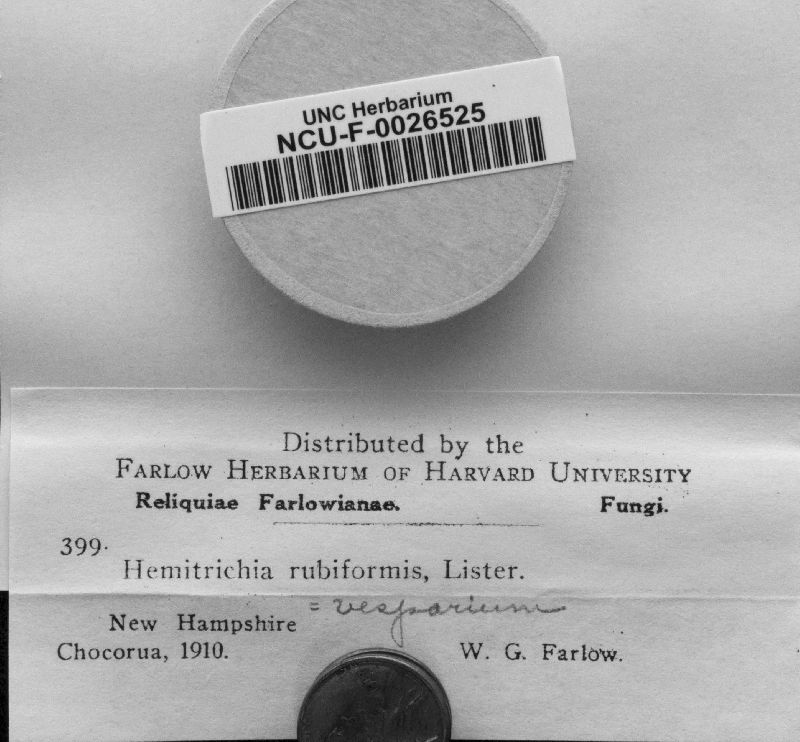 UNC Herbarium
NCU-F-0026525
Distributed by the
FARLOW HERBARIUM OF HARVARD UNIVERSITY
Reliquiae Farlowianae. Fungi.
399.
Hemitrichia rubiformis, Lister.
= vesparium
New Hampshire
Chocorua, 1910. W. G. Farlow.